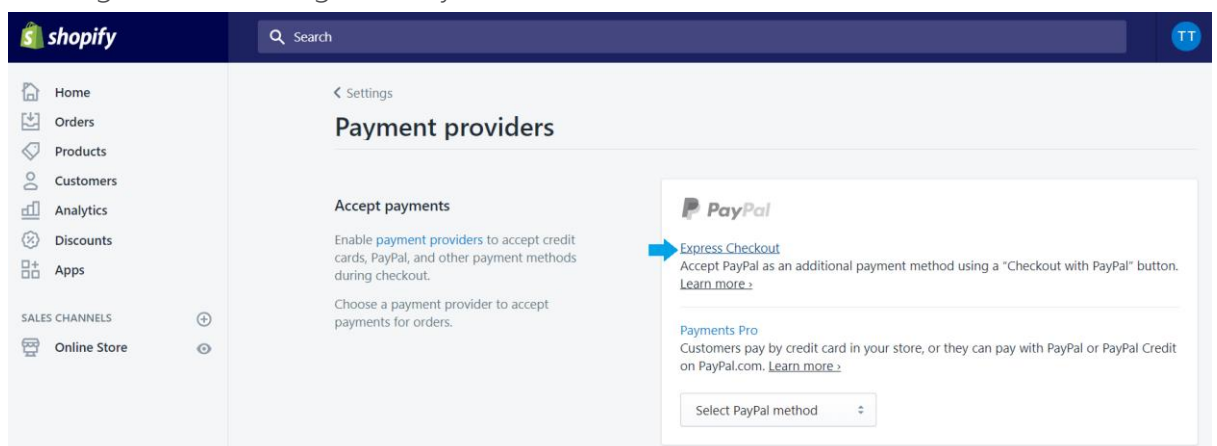 shopify
Search
TT
Home
Orders
Products
Customers
Analytics
Discounts
Apps
SALES CHANNELS
Online Store
Settings
Payment providers
Accept payments
Enable payment providers to accept credit
cards, PayPal, and other payment methods
during checkout.
Choose a payment provider to accept
payments for orders.
PayPal
Express Checkout
Accept PayPal as an additional payment method using a "Checkout with PayPal" button.
Learn more ›
Payments Pro
Customers pay by credit card in your store, or they can pay with PayPal or PayPal Credit
on PayPal.com. Learn more ›
Select PayPal method